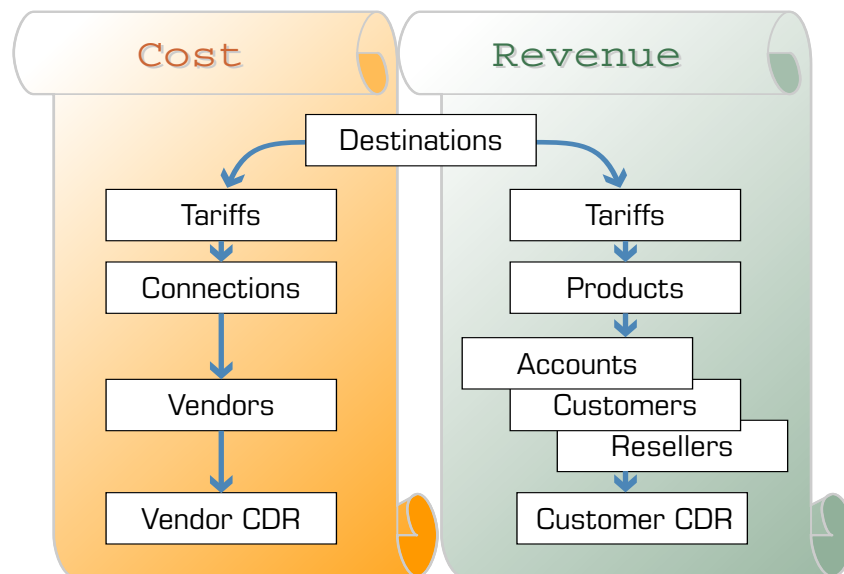 Cost
Revenue
Destinations
Tariffs
Tariffs
Connections
Products
Accounts
Vendors
Customers
Resellers
Vendor CDR
Customer CDR